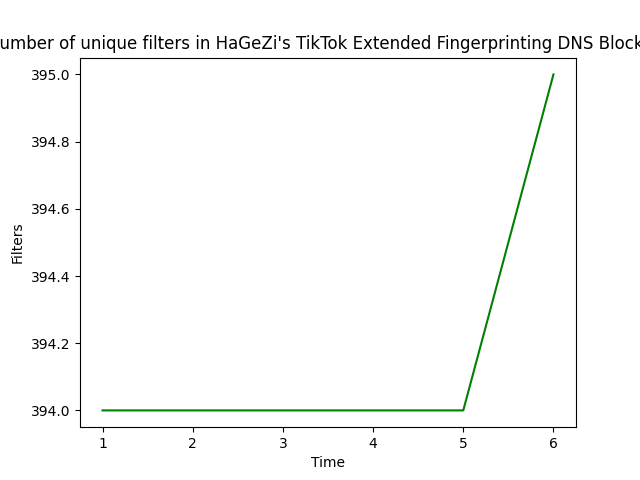 umber of unique filters in HaGeZi's TikTok Extended Fingerprinting DNS Block
395.0
394.8
394.6
394.4
394.2
394.0
Filters
1 2 3 4 5 6
Time